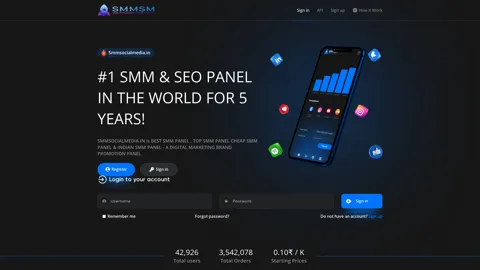 SMMSM
Sign in
API
Sign up
How it Work
Smmsocialmedia.in
#1 SMM & SEO PANEL
IN THE WORLD FOR 5
YEARS!
SMMSOCIALMEDIA.IN Is BEST SMM PANEL , TOP SMM PANEL CHEAP SMM
PANEL & INDIAN SMM PANEL - A DIGITAL MARKETING BRAND
PROMOTION PANEL
Register
Sign in
Login to your account
Username
Password
Sign in
Remember me
Forgot password?
Do not have an account? Sign up
42,926
3,542,078
0.10₹ / K
Total users
Total Orders
Starting Prices